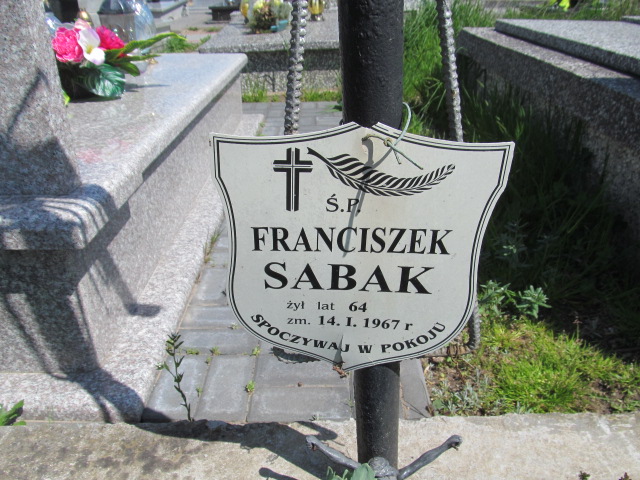 Ś.P.
FRANCISZEK
SABAK
żył lat 64
zm. 14. I. 1967 r
SPOCZYWAJ W POKOJU